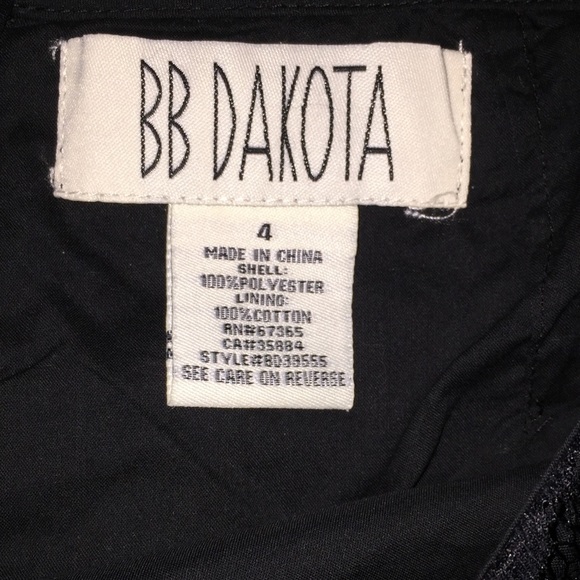 BB DAKOTA
4
MADE IN CHINA
SHELL:
100%POLYESTER
LINING:
100%COTTON
RN#67365
CA#35884
STYLE#BD39555
SEE CARE ON REVERSE